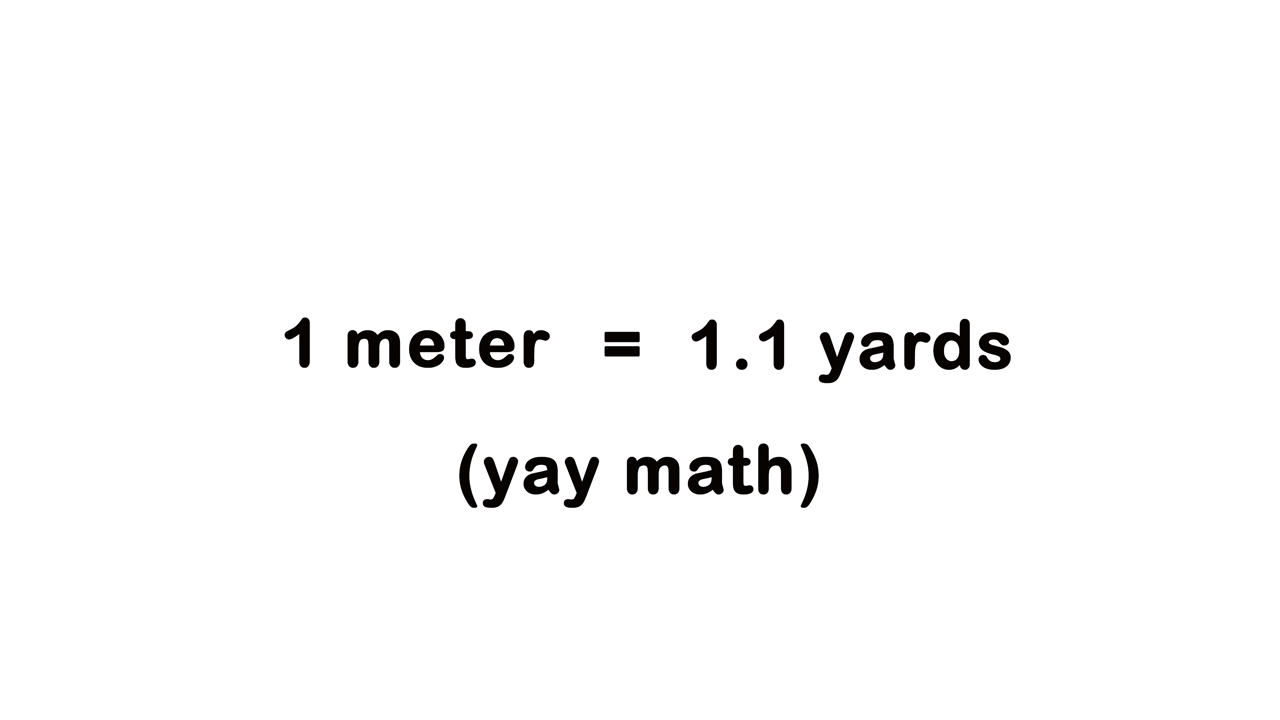 1 meter = 1.1 yards
(yay math)